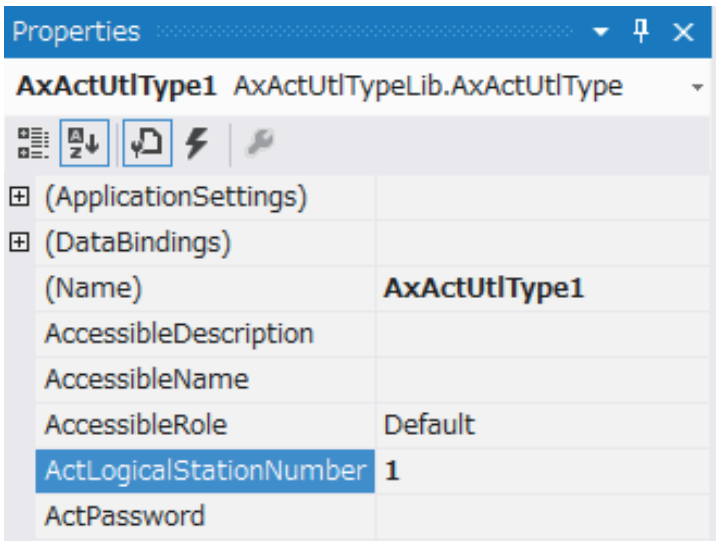 Properties
AxActUtlType1 AxActUtlTypeLib.AxActUtlType
(ApplicationSettings)
(DataBindings)
(Name) AxActUtlType1
AccessibleDescription
AccessibleName
AccessibleRole Default
ActLogicalStationNumber 1
ActPassword